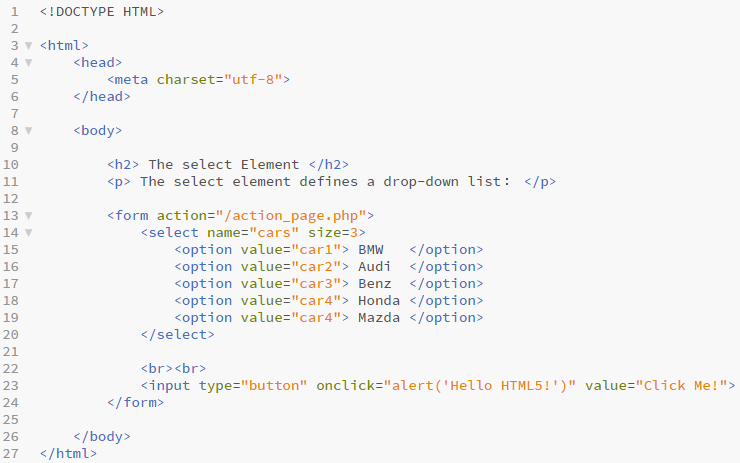 1 <!DOCTYPE HTML>
2
3 <html>
4     <head>
5         <meta charset="utf-8">
6     </head>
7
8     <body>
9
10         <h2> The select Element </h2>
11         <p> The select element defines a drop-down list: </p>
12
13         <form action="/action_page.php">
14             <select name="cars" size=3>
15                 <option value="car1"> BMW   </option>
16                 <option value="car2"> Audi  </option>
17                 <option value="car3"> Benz  </option>
18                 <option value="car4"> Honda </option>
19                 <option value="car4"> Mazda </option>
20             </select>
21
22             <br><br>
23             <input type="button" onclick="alert('Hello HTML5!')" value="Click Me!">
24         </form>
25
26     </body>
27 </html>